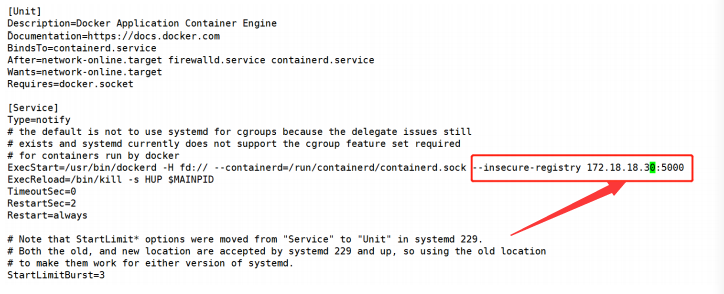 [Unit]
Description=Docker Application Container Engine
Documentation=https://docs.docker.com
BindsTo=containerd.service
After=network-online.target firewalld.service containerd.service
Wants=network-online.target
Requires=docker.socket
[Service]
Type=notify
# the default is not to use systemd for cgroups because the delegate issues still
# exists and systemd currently does not support the cgroup feature set required
# for containers run by docker
ExecStart=/usr/bin/dockerd -H fd:// --containerd=/run/containerd/containerd.sock --insecure-registry 172.18.18.30:5000
ExecReload=/bin/kill -s HUP $MAINPID
TimeoutSec=0
RestartSec=2
Restart=always
# Note that StartLimit* options were moved from "Service" to "Unit" in systemd 229.
# Both the old, and new location are accepted by systemd 229 and up, so using the old location
# to make them work for either version of systemd.
StartLimitBurst=3